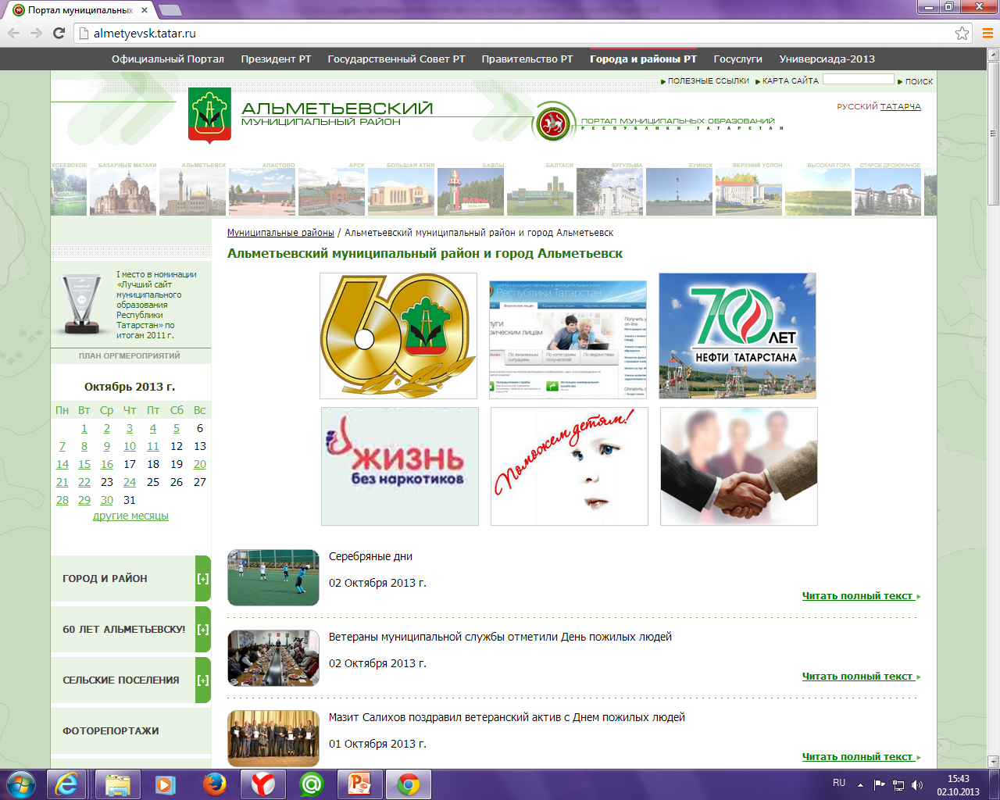 Портал муниципальных
almetyevsk.tatar.ru
Официальный Портал Президент РТ Государственный Совет РТ Правительство РТ Города и районы РТ Госуслуги Универсиада-2013
ПОЛЕЗНЫЕ ССЫЛКИ КАРТА САЙТА ПОИСК
РУССКИЙ ТАТАРЧА
АЛЬМЕТЬЕВСКИЙ
МУНИЦИПАЛЬНЫЙ РАЙОН
ПОРТАЛ МУНИЦИПАЛЬНЫХ ОБРАЗОВАНИЙ
РЕСПУБЛИКИ ТАТАРСТАН
КСЕЕВСКОЕ БАЗАРНЫЕ МАТАКИ АЛЬМЕТЬЕВСК АПАСТОВО АРСК БОЛЬШАЯ АТНЯ БАВЛЫ БАЛТАСИ БУГУЛЬМА БУИНСК ВЕРХНИЙ УСЛОН ВЫСОКАЯ ГОРА СТАРОЕ ДРОЖЖАНОЕ
Муниципальные районы / Альметьевский муниципальный район и город Альметьевск
Альметьевский муниципальный район и город Альметьевск
I место в номинации
«Лучший сайт
муниципального
образования
Республики
Татарстан» по
итогам 2011 г.
ПЛАН ОРГМЕРОПРИЯТИЙ
Октябрь 2013 г.
Пн Вт Ср Чт Пт Сб Вс
1 2 3 4 5 6
7 8 9 10 11 12 13
14 15 16 17 18 19 20
21 22 23 24 25 26 27
28 29 30 31
другие месяцы
ГОРОД И РАЙОН [+]
60 ЛЕТ АЛЬМЕТЬЕВСКУ! [+]
СЕЛЬСКИЕ ПОСЕЛЕНИЯ [+]
ФОТОРЕПОРТАЖИ
60
Республики Татарстан
70
ЛЕТ
НЕФТИ ТАТАРСТАНА
ЖИЗНЬ
без наркотиков
Поможем детям!
Серебряные дни
02 Октября 2013 г.
Читать полный текст
Ветераны муниципальной службы отметили День пожилых людей
02 Октября 2013 г.
Читать полный текст
Мазит Салихов поздравил ветеранский актив с Днем пожилых людей
01 Октября 2013 г.
Читать полный текст
RU
15:43
02.10.2013